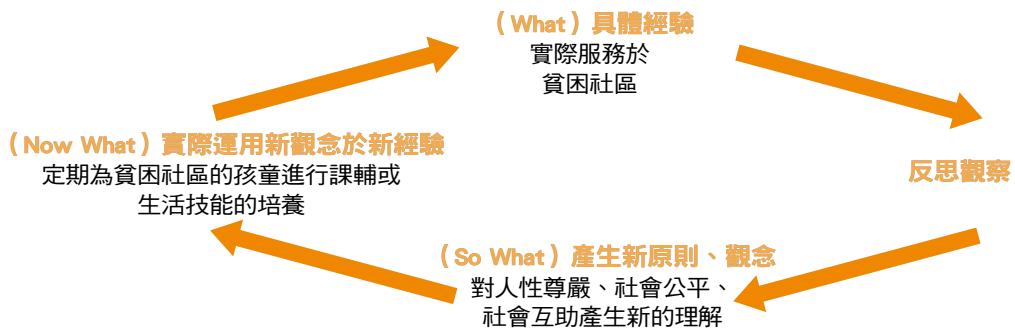 （What）具體經驗
實際服務於
貧困社區
反思觀察
（So What）產生新原則、觀念
對人性尊嚴、社會公平、
社會互助產生新的理解
（Now What）實際運用新觀念於新經驗
定期為貧困社區的孩童進行課輔或
生活技能的培養